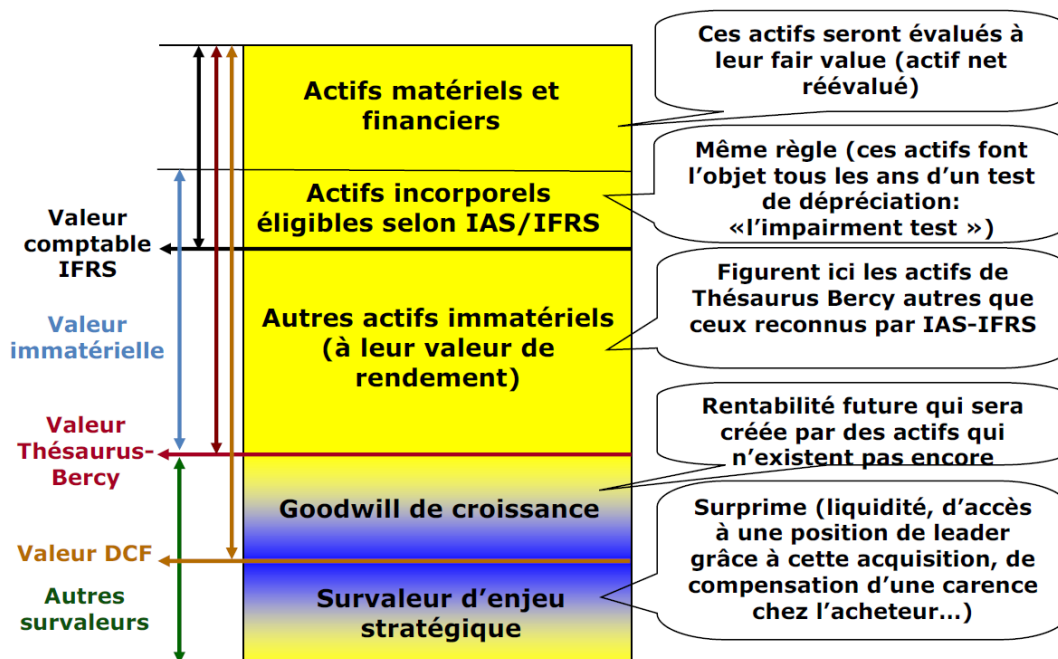 Ces actifs seront évalués à
leur fair value (actif net
réévalué)
Actifs matériels et
financiers
Même règle (ces actifs font
l’objet tous les ans d’un test
de dépréciation:
«l’impairment test »)
Actifs incorporels
éligibles selon IAS/IFRS
Valeur
comptable
IFRS
Figurent ici les actifs de
Thésaurus Bercy autres que
ceux reconnus par IAS-IFRS
Autres actifs immatériels
(à leur valeur de
rendement)
Valeur
immatérielle
Rentabilité future qui sera
créée par des actifs qui
n’existent pas encore
Valeur
Thésaurus-
Bercy
Goodwill de croissance
Surprime (liquidité, d’accès
à une position de leader
grâce à cette acquisition, de
compensation d’une carence
chez l’acheteur…)
Valeur DCF
Autres
survaleurs
Survaleur d’enjeu
stratégique